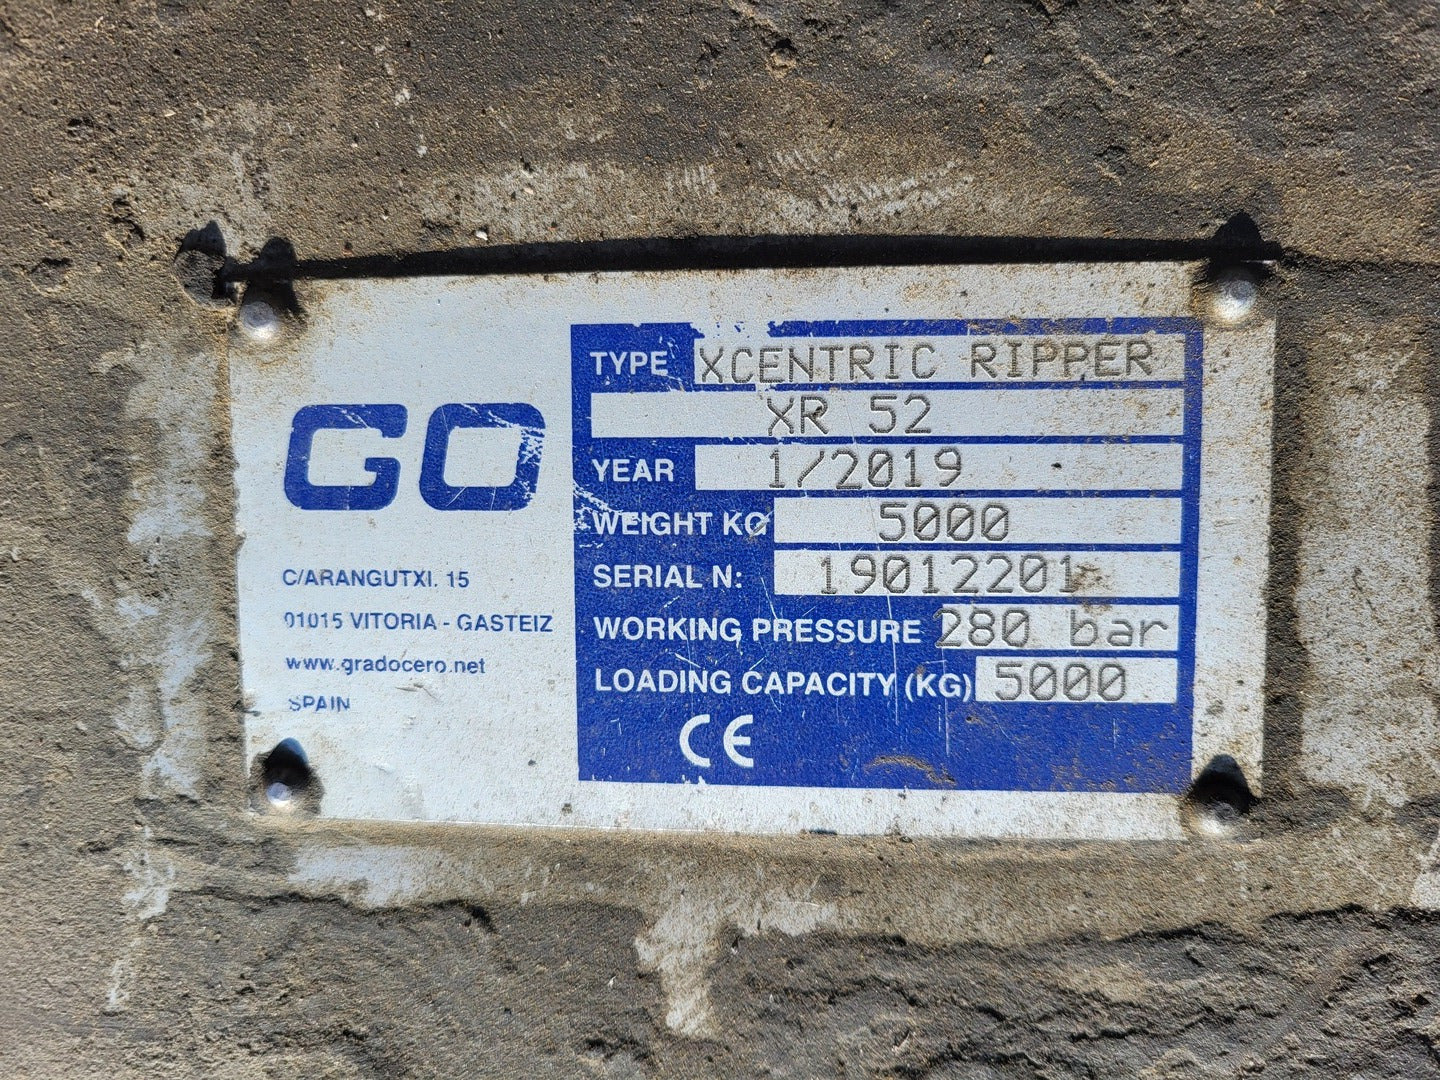 GO
C/ARANGUTXI. 15
01015 VITORIA - GASTEIZ
www.gradocero.net
SPAIN
TYPE XCENTRIC RIPPER
XR 52
YEAR 1/2019
WEIGHT KG 5000
SERIAL N: 19012201
WORKING PRESSURE 280 bar
LOADING CAPACITY (KG) 5000
CE